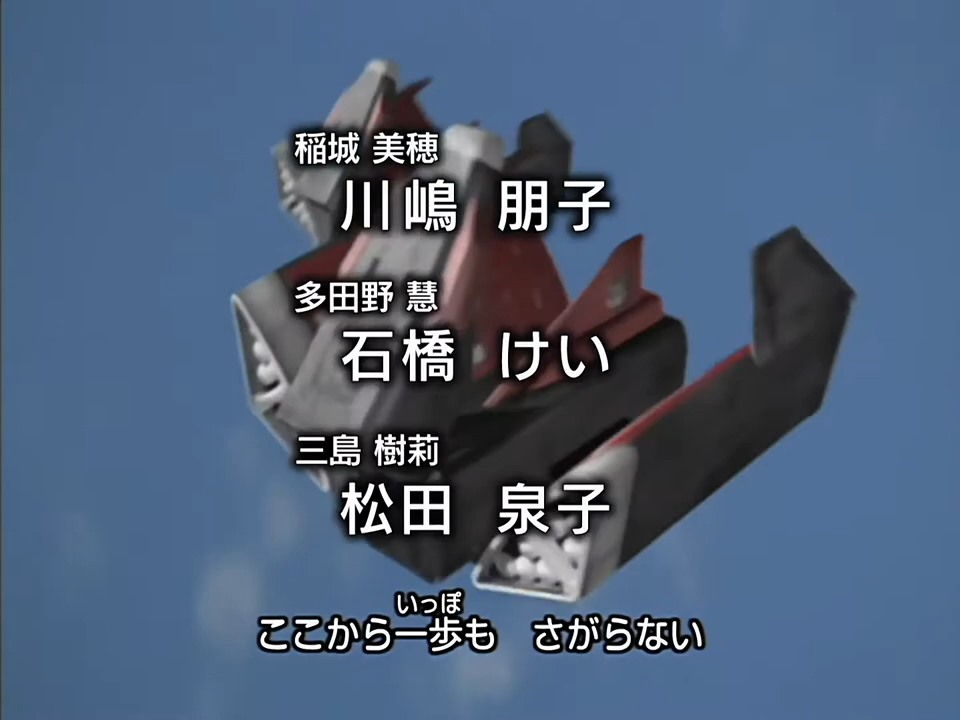 稲城 美穂
川嶋 朋子
多田野 慧
石橋 けい
三島 樹莉
松田 泉子
いっぽ
ここから一歩も さがらない